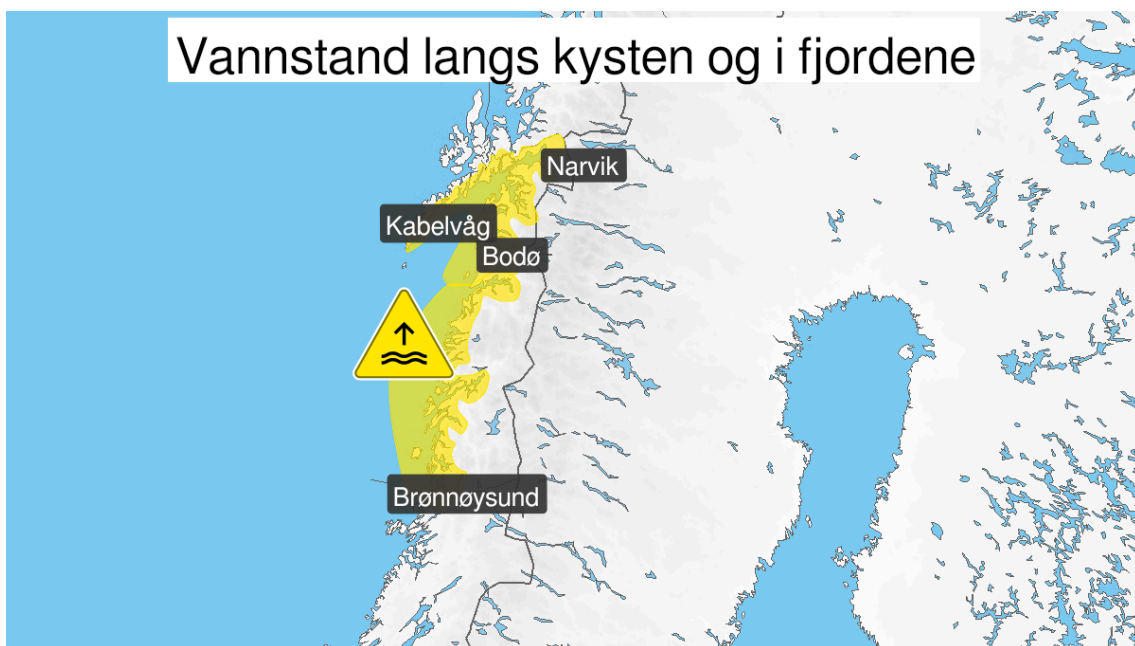 Vannstand langs kysten og i fjordene
Narvik
Kabelvåg
Bodø
Brønnøysund